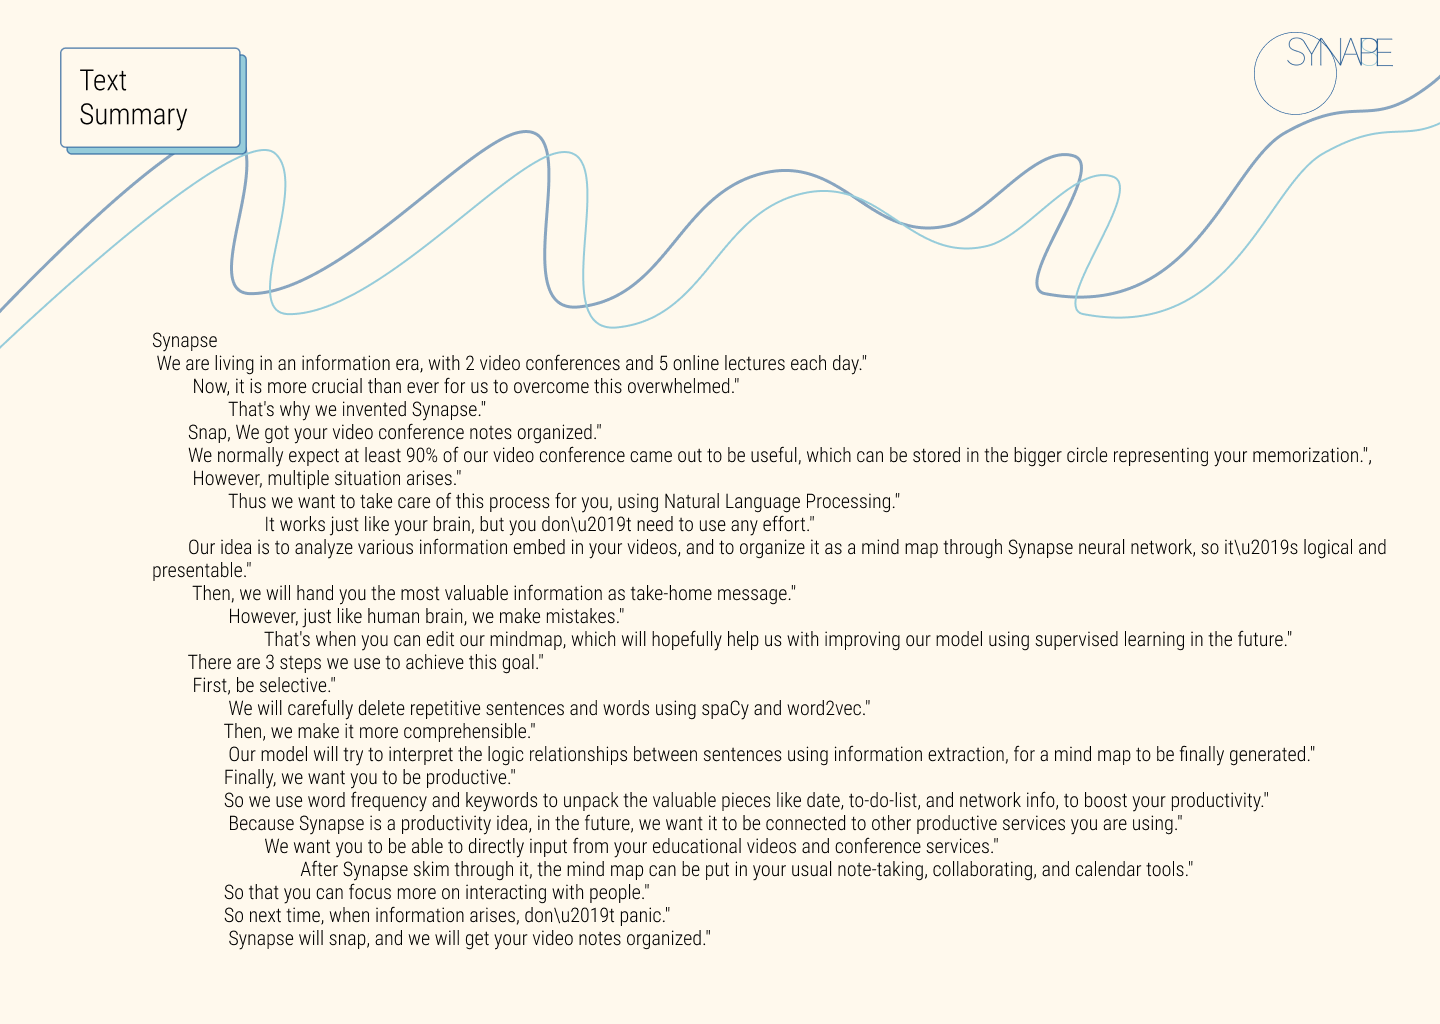 Text
Summary
SYNAPSE
Synapse
We are living in an information era, with 2 video conferences and 5 online lectures each day."
Now, it is more crucial than ever for us to overcome this overwhelmed."
That's why we invented Synapse."
Snap, We got your video conference notes organized."
We normally expect at least 90% of our video conference came out to be useful, which can be stored in the bigger circle representing your memorization.",
However, multiple situation arises."
Thus we want to take care of this process for you, using Natural Language Processing."
It works just like your brain, but you don\u2019t need to use any effort."
Our idea is to analyze various information embed in your videos, and to organize it as a mind map through Synapse neural network, so it\u2019s logical and
presentable."
Then, we will hand you the most valuable information as take-home message."
However, just like human brain, we make mistakes."
That's when you can edit our mindmap, which will hopefully help us with improving our model using supervised learning in the future."
There are 3 steps we use to achieve this goal."
First, be selective."
We will carefully delete repetitive sentences and words using spaCy and word2vec."
Then, we make it more comprehensible."
Our model will try to interpret the logic relationships between sentences using information extraction, for a mind map to be finally generated."
Finally, we want you to be productive."
So we use word frequency and keywords to unpack the valuable pieces like date, to-do-list, and network info, to boost your productivity."
Because Synapse is a productivity idea, in the future, we want it to be connected to other productive services you are using."
We want you to be able to directly input from your educational videos and conference services."
After Synapse skim through it, the mind map can be put in your usual note-taking, collaborating, and calendar tools."
So that you can focus more on interacting with people."
So next time, when information arises, don\u2019t panic."
Synapse will snap, and we will get your video notes organized."